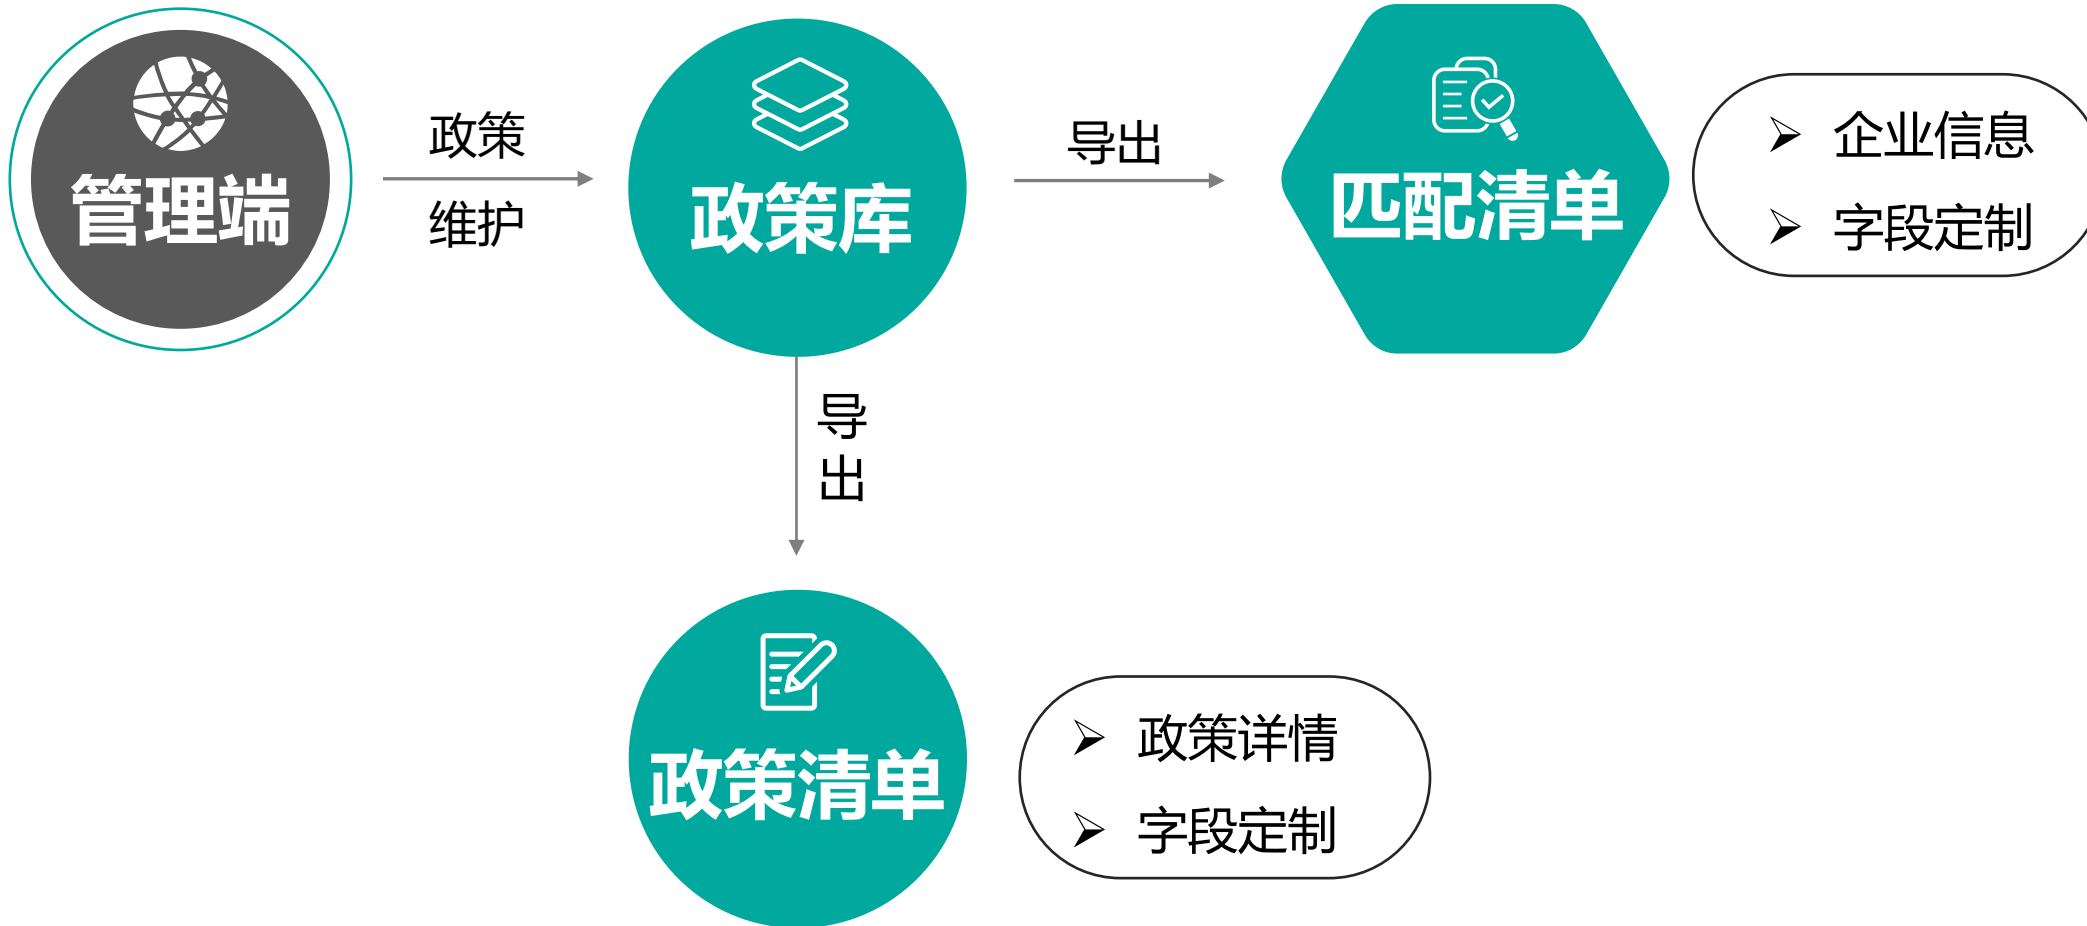 管理端
政策
维护
政策库
导出
匹配清单
企业信息
字段定制
导
出
政策清单
政策详情
字段定制